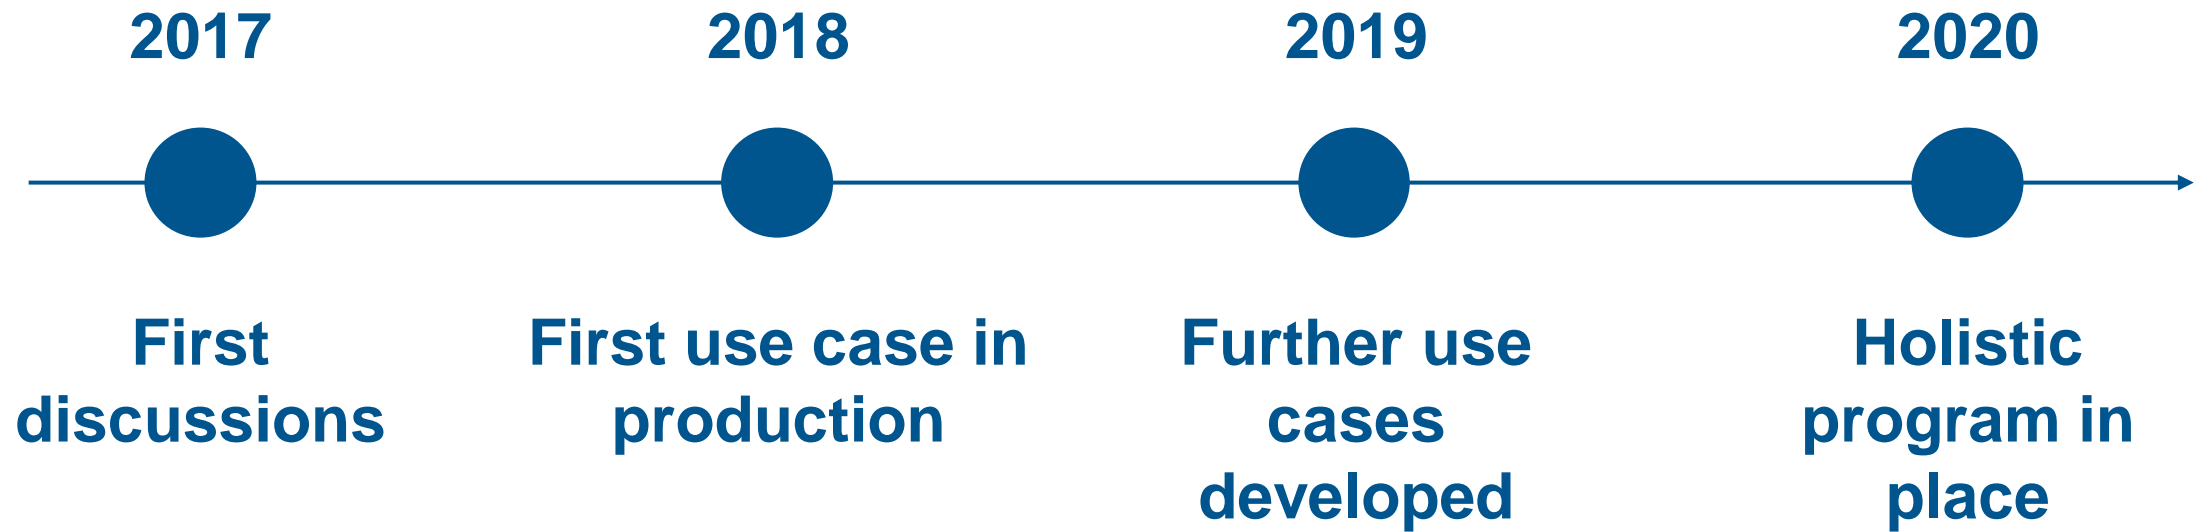 2017
First
discussions
2018
First use case in
production
2019
Further use
cases
developed
2020
Holistic
program in
place